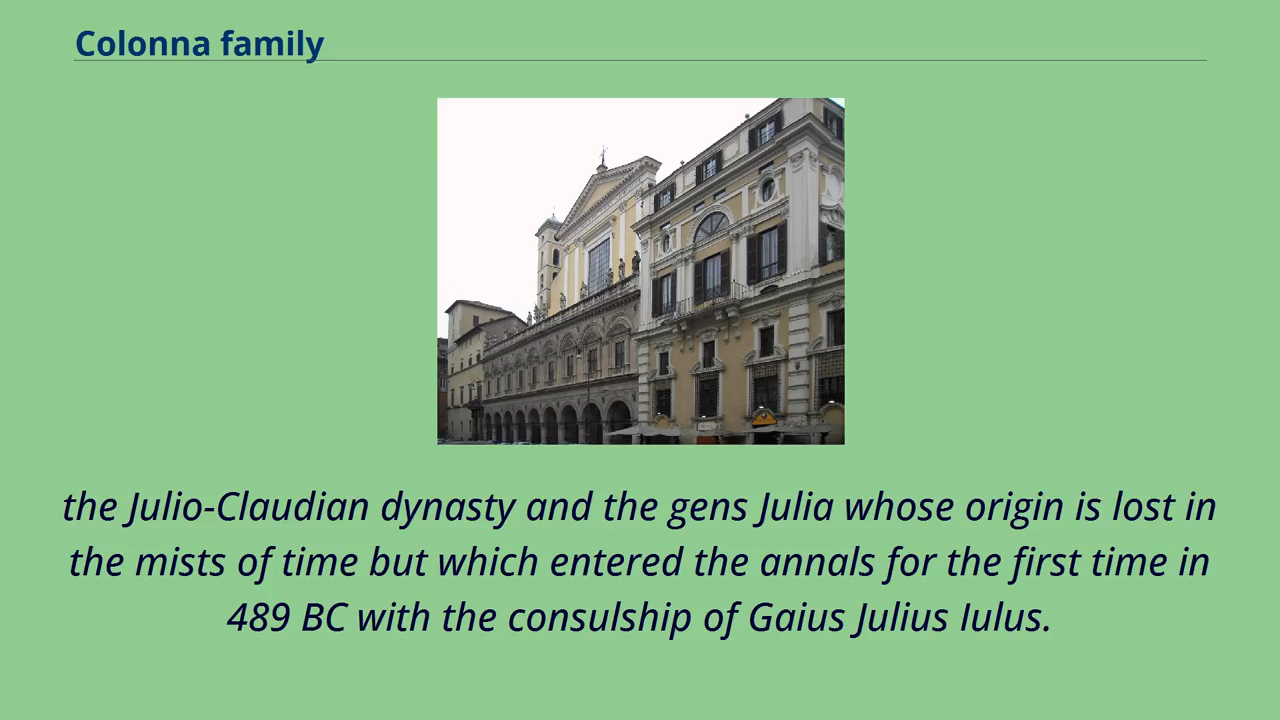 Colonna family
the Julio-Claudian dynasty and the gens Julia whose origin is lost in
the mists of time but which entered the annals for the first time in
489 BC with the consulship of Gaius Julius Iulus.